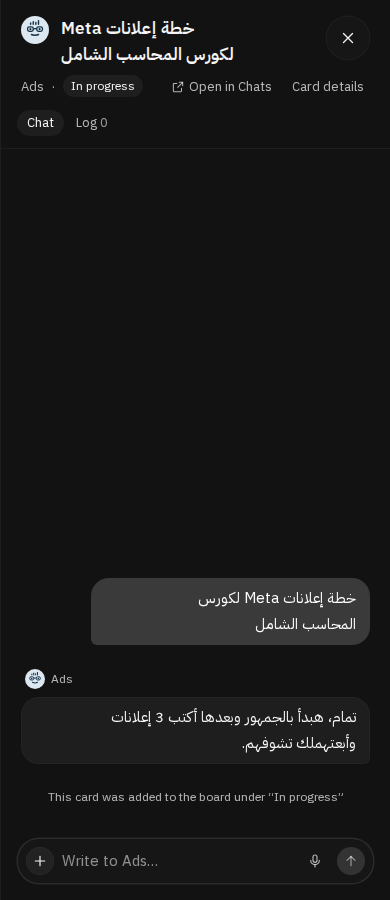 خطة إعلانات Meta
لكورس المحاسب الشامل
Ads · In progress Open in Chats Card details
Chat Log 0
خطة إعلانات Meta لكورس
المحاسب الشامل
Ads
تمام، هبدأ بالجمهور وبعدها أكتب 3 إعلانات
وأبعتهملك تشوفهم.
This card was added to the board under “In progress”
Write to Ads...